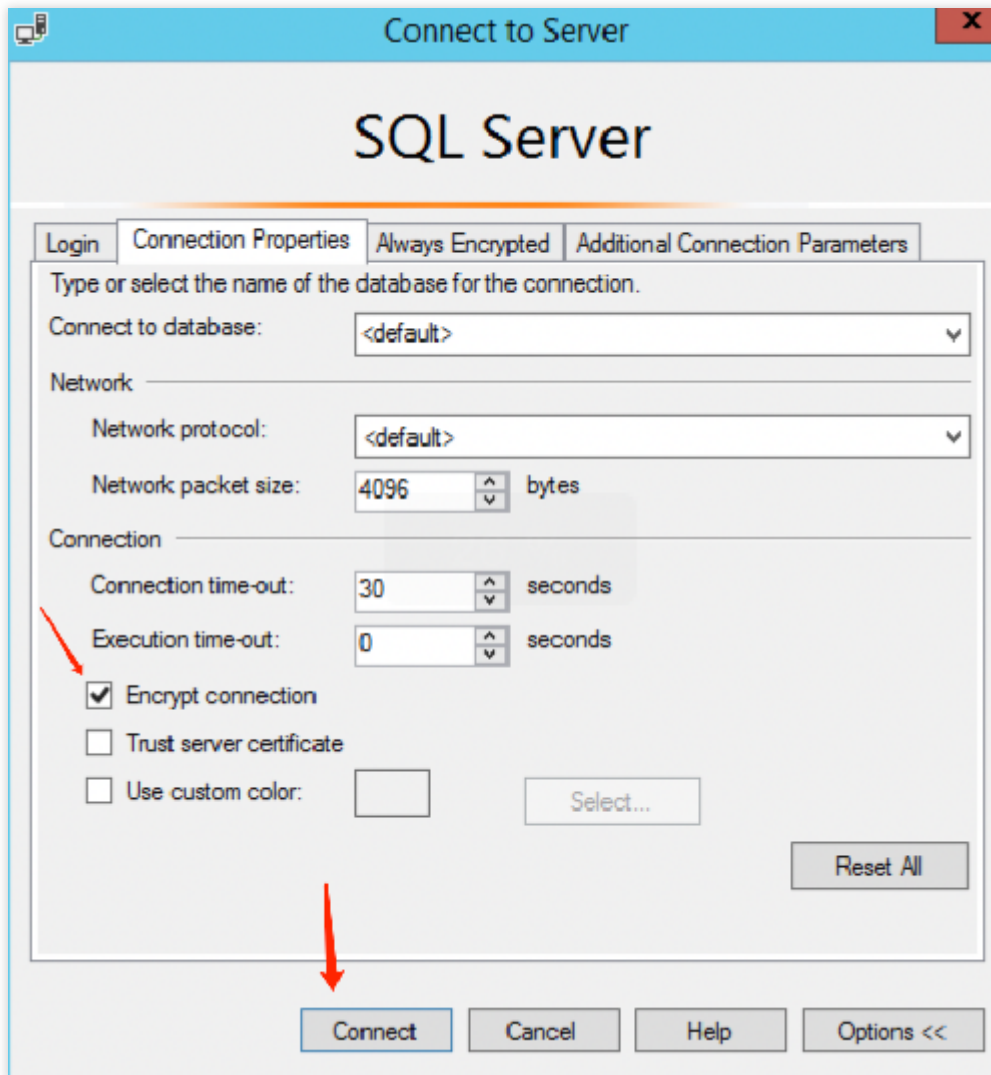 Connect to Server
x
SQL Server
Login Connection Properties Always Encrypted Additional Connection Parameters
Type or select the name of the database for the connection.
Connect to database: <default>
Network
Network protocol: <default>
Network packet size: 4096 bytes
Connection
Connection time-out: 30 seconds
Execution time-out: 0 seconds
Encrypt connection
Trust server certificate
Use custom color: Select...
Reset All
Connect Cancel Help Options <<